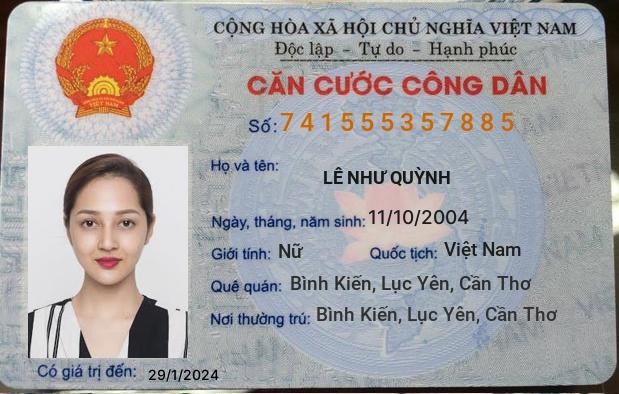 CỘNG HÒA XÃ HỘI CHỦ NGHĨA VIỆT NAM
Độc lập - Tự do - Hạnh phúc
CĂN CƯỚC CÔNG DÂN
Số: 741555357885
Họ và tên:
LÊ NHƯ QUỲNH
Ngày, tháng, năm sinh: 11/10/2004
Giới tính: Nữ Quốc tịch: Việt Nam
Quê quán: Bình Kiến, Lục Yên, Cần Thơ
Nơi thường trú: Bình Kiến, Lục Yên, Cần Thơ
Có giá trị đến: 29/1/2024
VIỆT NAM